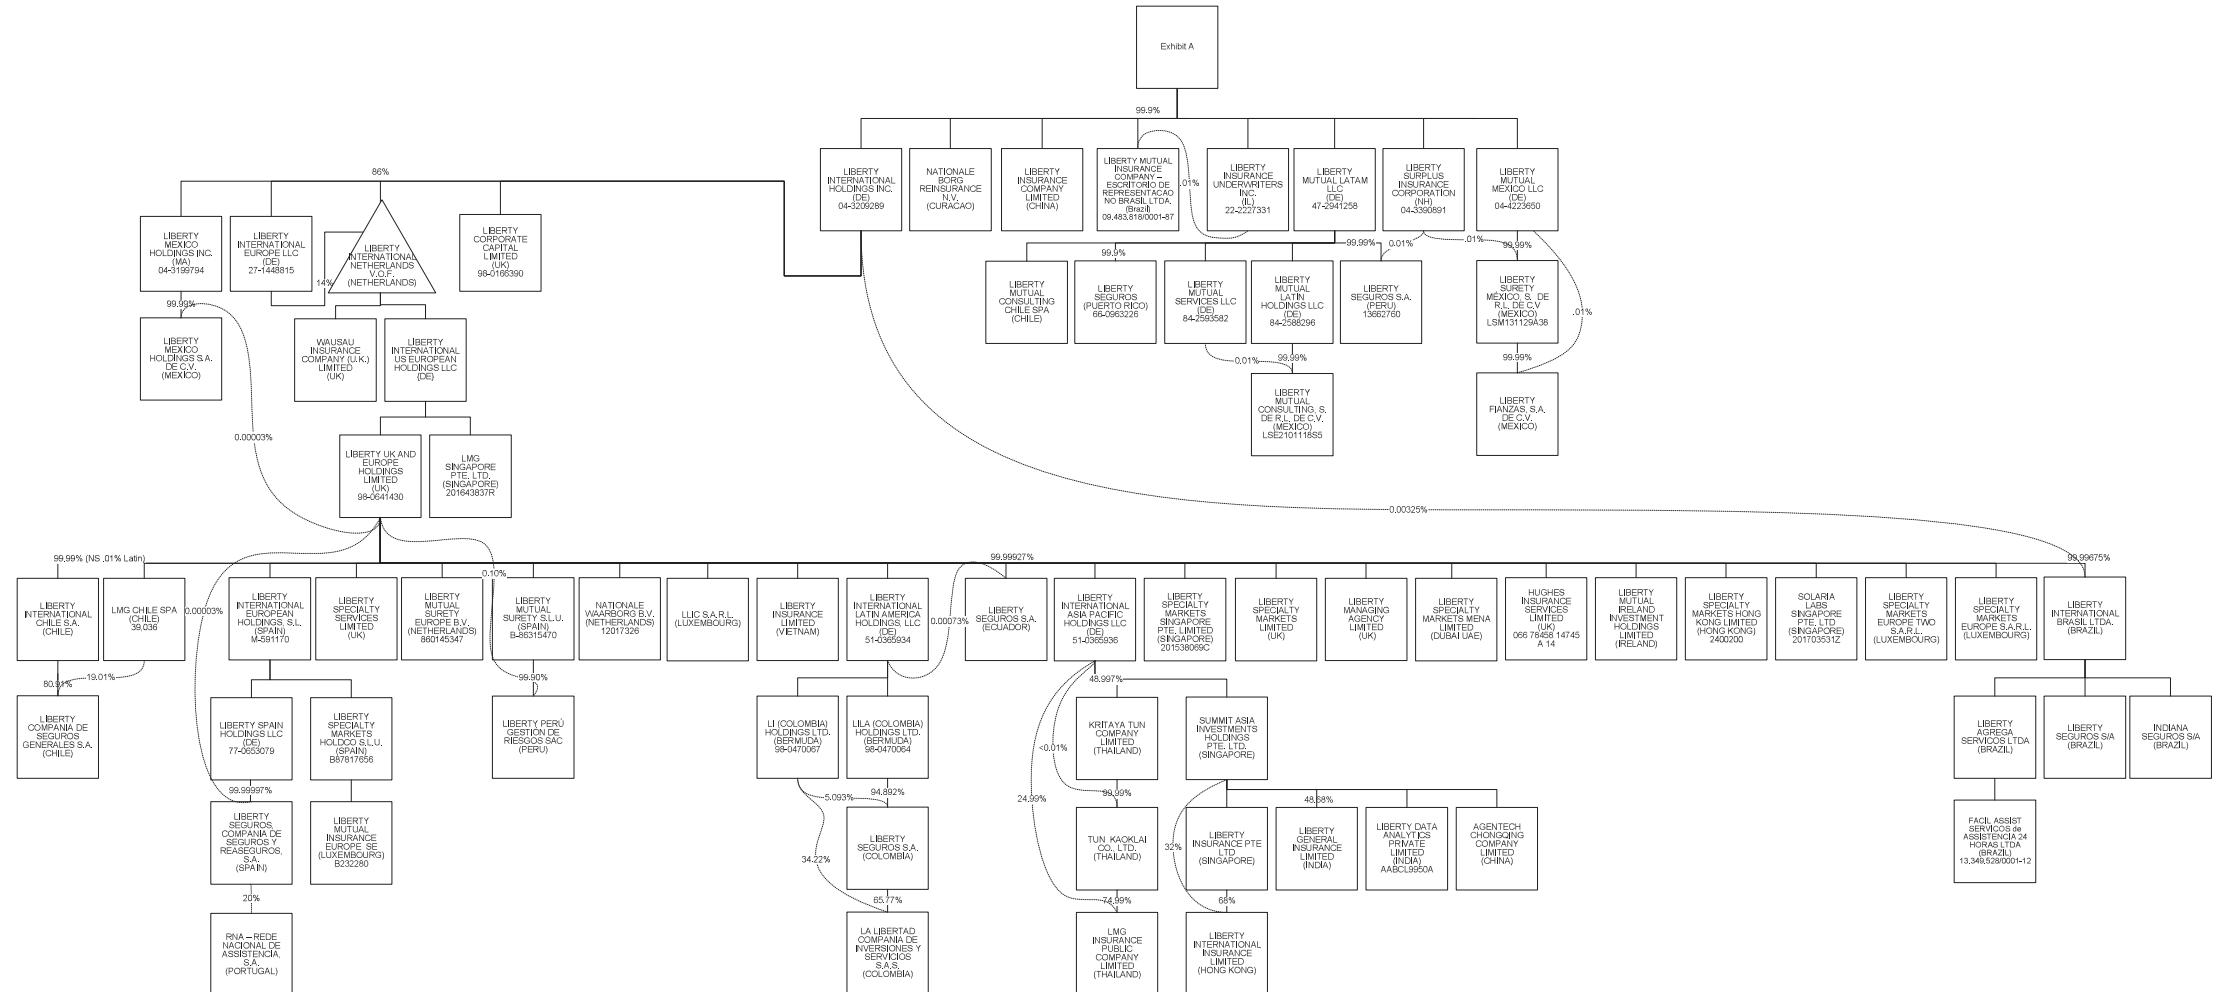 Exhibit A
99.9%
LIBERTY
INTERNATIONAL
HOLDINGS INC.
(DE)
04-3209289
NATIONALE
BORG
REINSURANCE
N.V.
(CURACAO)
LIBERTY
INSURANCE
COMPANY
LIMITED
(CHINA)
LIBERTY MUTUAL
INSURANCE
COMPANY –
ESCRITORIO DE
REPRESENTACAO
NO BRASIL LTDA.
(Brazil)
09.483.818/0001-87
.01%
LIBERTY
INSURANCE
UNDERWRITERS
INC.
(IL)
22-2227331
LIBERTY
MUTUAL LATAM
LLC
(DE)
47-2941258
LIBERTY
SURPLUS
INSURANCE
CORPORATION
(NH)
04-3390891
LIBERTY
MUTUAL
MEXICO LLC
(DE)
04-4223650
86%
LIBERTY
MEXICO
HOLDINGS INC.
(MA)
04-3199794
LIBERTY
INTERNATIONAL
EUROPE LLC
(DE)
27-1448815
14%
LIBERTY
INTERNATIONAL
NETHERLANDS
V.O.F.
(NETHERLANDS)
LIBERTY
CORPORATE
CAPITAL
LIMITED
(UK)
98-0166390
99.9%
99.99%
0.01%
.01%
99.99%
LIBERTY
MUTUAL
CONSULTING
CHILE SPA
(CHILE)
LIBERTY
SEGUROS
(PUERTO RICO)
66-0963226
LIBERTY
MUTUAL
SERVICES LLC
(DE)
84-2593582
LIBERTY
MUTUAL
LATIN
HOLDINGS LLC
(DE)
84-2588296
LIBERTY
SEGUROS S.A.
(PERU)
13662760
LIBERTY
SURETY
MÉXICO, S. DE
R.L. DE C.V
(MEXICO)
LSM131129A38
.01%
99.99%
LIBERTY
MEXICO
HOLDINGS S.A.
DE C.V.
(MEXICO)
WAUSAU
INSURANCE
COMPANY (U.K.)
LIMITED
(UK)
LIBERTY
INTERNATIONAL
US EUROPEAN
HOLDINGS LLC
(DE)
0.01%
99.99%
99.99%
LIBERTY
MUTUAL
CONSULTING, S.
DE R.L. DE C.V.
(MEXICO)
LSE2101118S5
LIBERTY
FIANZAS, S.A.
DE C.V.
(MEXICO)
0.00003%
LIBERTY UK AND
EUROPE
HOLDINGS
LIMITED
(UK)
98-0641430
LMG
SINGAPORE
PTE. LTD.
(SINGAPORE)
201643837R
0.00325%
99.99% (NS .01% Latin)
99.99927%
99.99675%
0.10%
LIBERTY
INTERNATIONAL
CHILE S.A.
(CHILE)
LMG CHILE SPA
(CHILE)
39,036
0.00003%
LIBERTY
INTERNATIONAL
EUROPEAN
HOLDINGS, S.L.
(SPAIN)
M-591170
LIBERTY
SPECIALTY
SERVICES
LIMITED
(UK)
LIBERTY
MUTUAL
SURETY
EUROPE B.V.
(NETHERLANDS)
860145347
LIBERTY
MUTUAL
SURETY S.L.U.
(SPAIN)
B-86315470
NATIONALE
WAARBORG B.V.
(NETHERLANDS)
12017326
LLIC S.A.R.L.
(LUXEMBOURG)
LIBERTY
INSURANCE
LIMITED
(VIETNAM)
LIBERTY
INTERNATIONAL
LATIN AMERICA
HOLDINGS, LLC
(DE)
51-0365934
0.00073%
LIBERTY
SEGUROS S.A.
(ECUADOR)
LIBERTY
INTERNATIONAL
ASIA PACIFIC
HOLDINGS LLC
(DE)
51-0365936
LIBERTY
SPECIALTY
MARKETS
SINGAPORE
PTE. LIMITED
(SINGAPORE)
201538069C
LIBERTY
SPECIALTY
MARKETS
LIMITED
(UK)
LIBERTY
MANAGING
AGENCY
LIMITED
(UK)
LIBERTY
SPECIALTY
MARKETS MENA
LIMITED
(DUBAI UAE)
HUGHES
INSURANCE
SERVICES
LIMITED
(UK)
066 78458 14745
A 14
LIBERTY
MUTUAL
IRELAND
INVESTMENT
HOLDINGS
LIMITED
(IRELAND)
LIBERTY
SPECIALTY
MARKETS HONG
KONG LIMITED
(HONG KONG)
2400200
SOLARIA
LABS
SINGAPORE
PTE, LTD
(SINGAPORE)
201703531Z
LIBERTY
SPECIALTY
MARKETS
EUROPE TWO
S.A.R.L.
(LUXEMBOURG)
LIBERTY
SPECIALTY
MARKETS
EUROPE S.A.R.L.
(LUXEMBOURG)
LIBERTY
INTERNATIONAL
BRASIL LTDA.
(BRAZIL)
80.91%
19.01%
99.90%
48.997%
LIBERTY
COMPANIA DE
SEGUROS
GENERALES S.A.
(CHILE)
LIBERTY SPAIN
HOLDINGS LLC
(DE)
77-0653079
LIBERTY
SPECIALTY
MARKETS
HOLDCO S.L.U.
(SPAIN)
B87817656
LIBERTY PERÚ
GESTIÓN DE
RIESGOS SAC
(PERU)
LI (COLOMBIA)
HOLDINGS LTD.
(BERMUDA)
98-0470067
LILA (COLOMBIA)
HOLDINGS LTD.
(BERMUDA)
98-0470064
<0.01%
KRITAYA TUN
COMPANY
LIMITED
(THAILAND)
SUMMIT ASIA
INVESTMENTS
HOLDINGS
PTE. LTD.
(SINGAPORE)
LIBERTY
AGREGA
SERVICOS LTDA
(BRAZIL)
LIBERTY
SEGUROS S/A
(BRAZIL)
INDIANA
SEGUROS S/A
(BRAZIL)
99.99997%
5.093%
94.892%
24.99%
99.99%
48.68%
LIBERTY
SEGUROS,
COMPANIA DE
SEGUROS Y
REASEGUROS,
S.A.
(SPAIN)
LIBERTY
MUTUAL
INSURANCE
EUROPE SE
(LUXEMBOURG)
B232280
34.22%
LIBERTY
SEGUROS S.A.
(COLOMBIA)
TUN KAOKLAI
CO., LTD.
(THAILAND)
32%
LIBERTY
INSURANCE PTE
LTD
(SINGAPORE)
LIBERTY
GENERAL
INSURANCE
LIMITED
(INDIA)
LIBERTY DATA
ANALYTICS
PRIVATE
LIMITED
(INDIA)
AABCL9950A
AGENTECH
CHONGQING
COMPANY
LIMITED
(CHINA)
FACIL ASSIST
SERVICOS de
ASSISTENCIA 24
HORAS LTDA
(BRAZIL)
13,349,528/0001-12
20%
65.77%
74.99%
68%
RNA – REDE
NACIONAL DE
ASSISTENCIA,
S.A.
(PORTUGAL)
LA LIBERTAD
COMPANIA DE
INVERSIONES Y
SERVICIOS
S.A.S.
(COLOMBIA)
LMG
INSURANCE
PUBLIC
COMPANY
LIMITED
(THAILAND)
LIBERTY
INTERNATIONAL
INSURANCE
LIMITED
(HONG KONG)